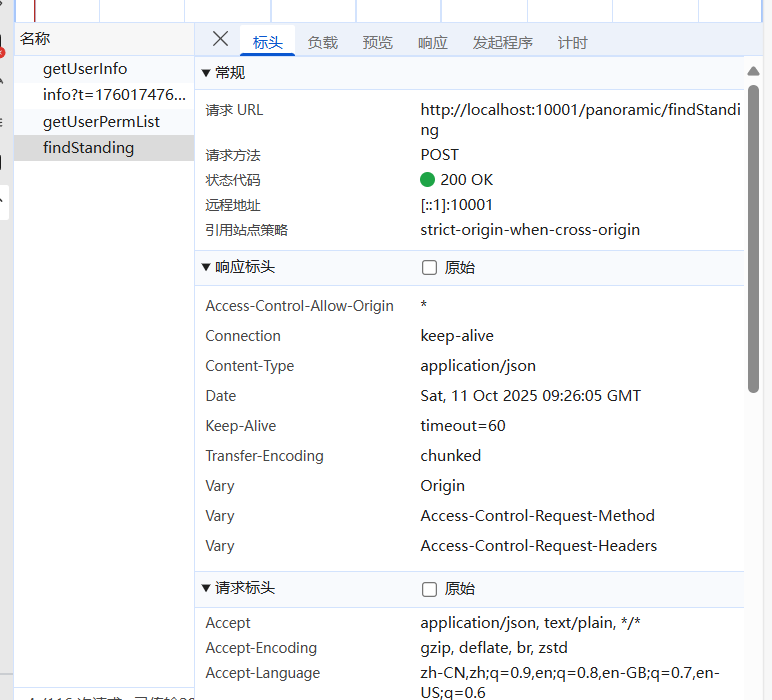 名称
getUserInfo
info?t=176017476...
getUserPermList
findStanding
标头 负载 预览 响应 发起程序 计时
常规
请求 URL http://localhost:10001/panoramic/findStandi
ng
请求方法 POST
状态代码 200 OK
远程地址 [::1]:10001
引用站点策略 strict-origin-when-cross-origin
响应标头 原始
Access-Control-Allow-Origin *
Connection keep-alive
Content-Type application/json
Date Sat, 11 Oct 2025 09:26:05 GMT
Keep-Alive timeout=60
Transfer-Encoding chunked
Vary Origin
Vary Access-Control-Request-Method
Vary Access-Control-Request-Headers
请求标头 原始
Accept application/json, text/plain, */*
Accept-Encoding gzip, deflate, br, zstd
Accept-Language zh-CN,zh;q=0.9,en;q=0.8,en-GB;q=0.7,en-
US;q=0.6